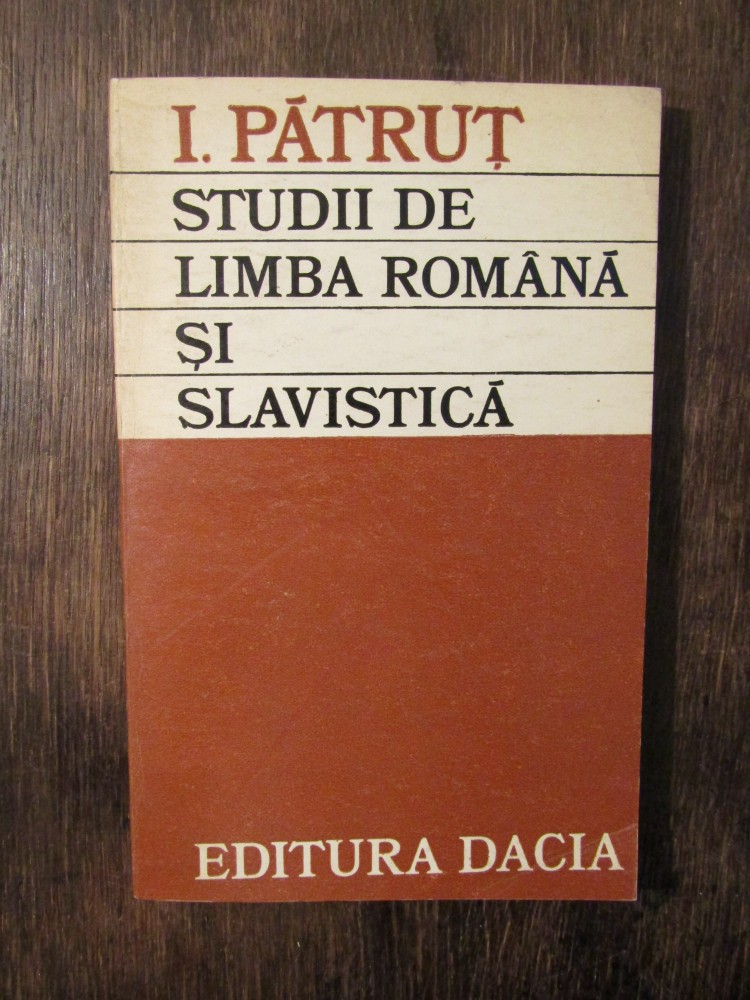 I. PĂTRUȚ
STUDII DE
LIMBA ROMÂNĂ
ȘI
SLAVISTICĂ
EDITURA DACIA